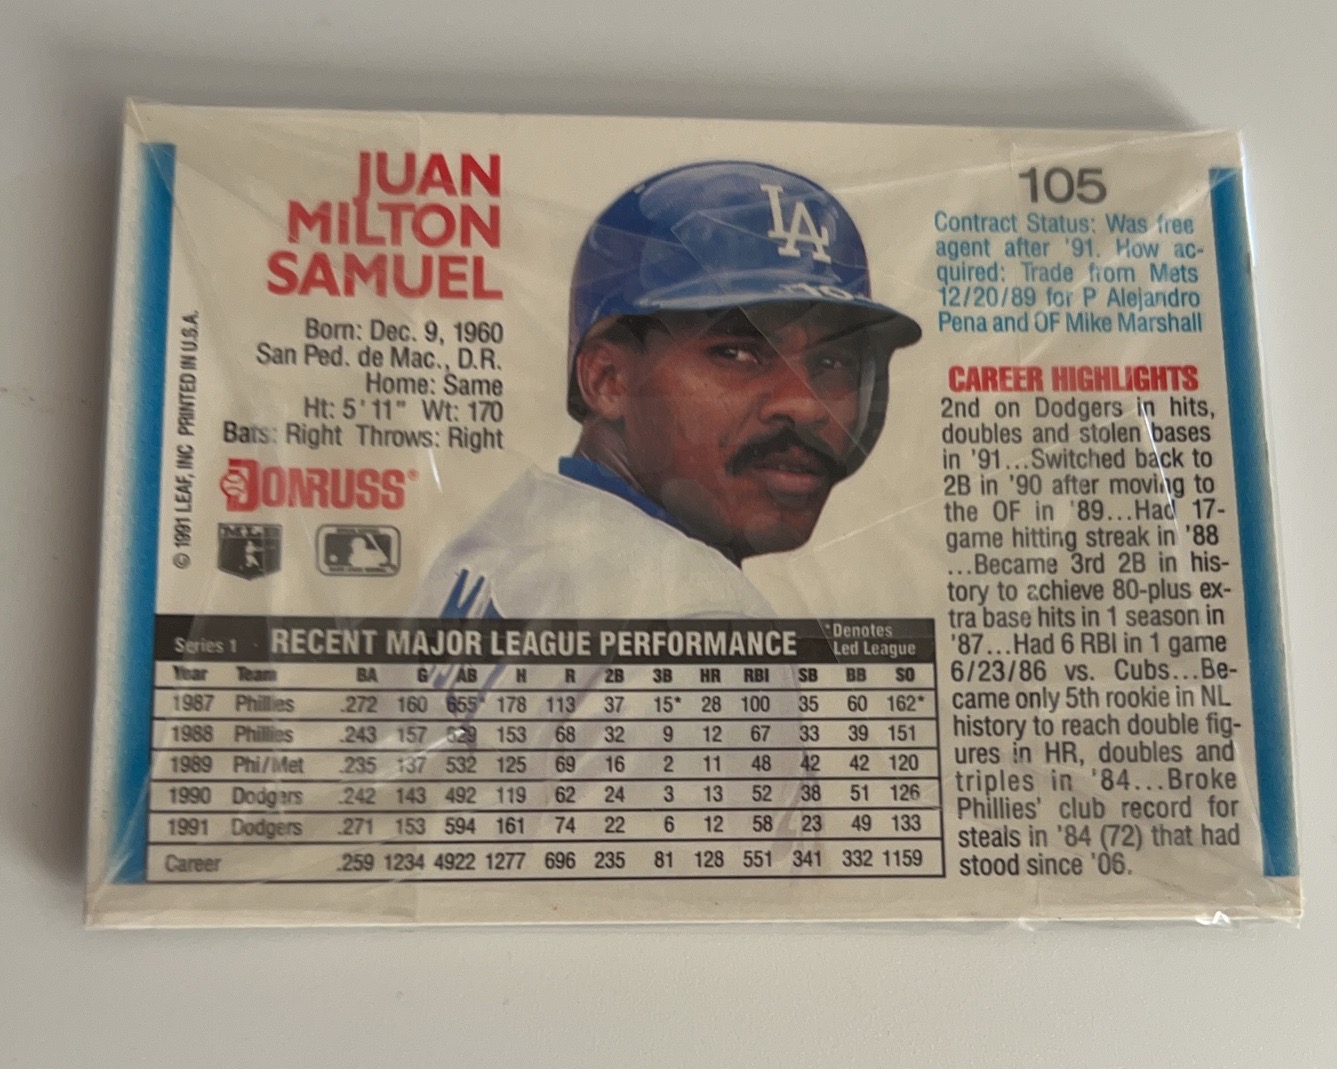 JUAN
MILTON
SAMUEL
Born: Dec. 9, 1960
San Ped. de Mac., D.R.
Home: Same
Ht: 5'11" Wt: 170
Bats: Right Throws: Right
DONRUSS®
MLB
© 1991 LEAF, INC PRINTED IN U.S.A.
LA
105
Contract Status: Was free
agent after '91. How ac-
quired: Trade from Mets
12/20/89 for P Alejandro
Pena and OF Mike Marshall
CAREER HIGHLIGHTS
2nd on Dodgers in hits,
doubles and stolen bases
in '91...Switched back to
2B in '90 after moving to
the OF in '89...Had 17-
game hitting streak in '88
...Became 3rd 2B in his-
tory to achieve 80-plus ex-
tra base hits in 1 season in
'87...Had 6 RBI in 1 game
6/23/86 vs. Cubs...Be-
came only 5th rookie in NL
history to reach double fig-
ures in HR, doubles and
triples in '84...Broke
Phillies' club record for
steals in '84 (72) that had
stood since '06.
Series 1 · RECENT MAJOR LEAGUE PERFORMANCE *Denotes Led League
Year Team BA G AB H R 2B 3B HR RBI SB BB SO
1987 Phillies .272 160 655* 178 113 37 15* 28 100 35 60 162*
1988 Phillies .243 157 629 153 68 32 9 12 67 33 39 151
1989 Phi/Met .235 137 532 125 69 16 2 11 48 42 42 120
1990 Dodgers .242 143 492 119 62 24 3 13 52 38 51 126
1991 Dodgers .271 153 594 161 74 22 6 12 58 23 49 133
Career .259 1234 4922 1277 696 235 81 128 551 341 332 1159